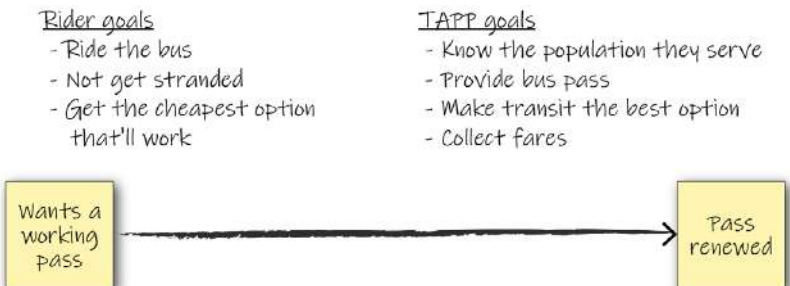 Rider goals
- Ride the bus
- Not get stranded
- Get the cheapest option
that'll work
TAPP goals
- Know the population they serve
- Provide bus pass
- Make transit the best option
- Collect fares
Wants a
working
pass
Pass
renewed